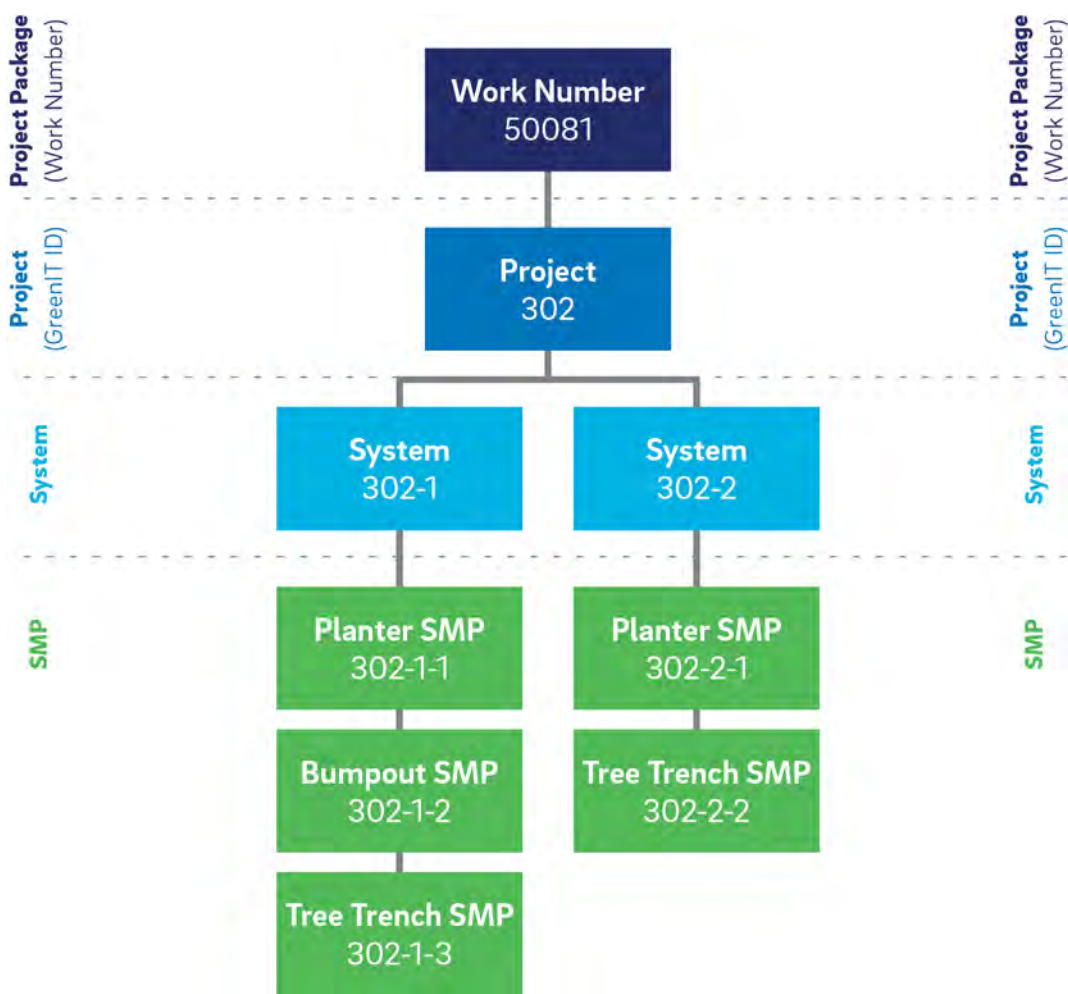 Project Package
(Work Number)
Work Number
50081
Project Package
(Work Number)
Project
(GreenIT ID)
Project
302
Project
(GreenIT ID)
System
System
302-1
System
302-2
System
SMP
Planter SMP
302-1-1
Planter SMP
302-2-1
SMP
Bumpout SMP
302-1-2
Tree Trench SMP
302-2-2
Tree Trench SMP
302-1-3